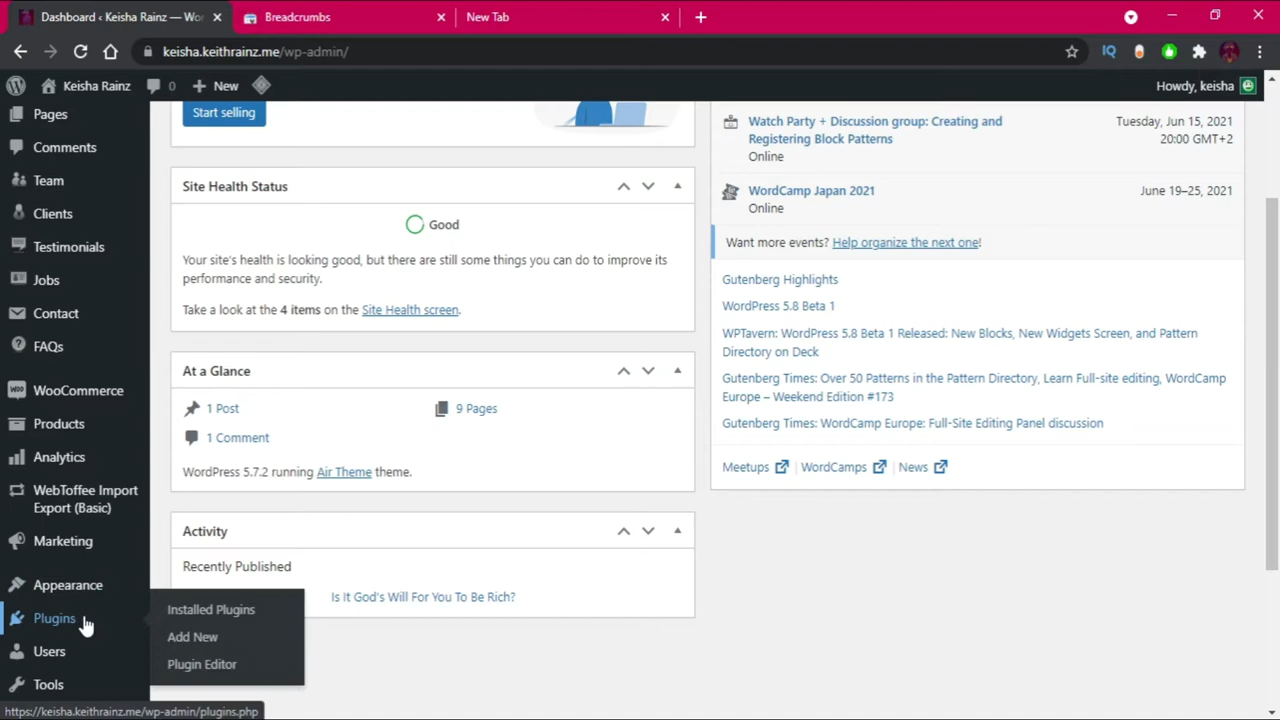 Dashboard ‹ Keisha Rainz — Wo
Breadcrumbs
New Tab
keisha.keithrainz.me/wp-admin/
IQ
Keisha Rainz
0
New
Howdy, keisha
Pages
Comments
Team
Clients
Testimonials
Jobs
Contact
FAQs
WooCommerce
Products
Analytics
WebToffee Import
Export (Basic)
Marketing
Appearance
Plugins
Users
Tools
Installed Plugins
Add New
Plugin Editor
Start selling
Site Health Status
Good
Your site's health is looking good, but there are still some things you can do to improve its
performance and security.
Take a look at the 4 items on the Site Health screen.
At a Glance
1 Post
9 Pages
1 Comment
WordPress 5.7.2 running Air Theme theme.
Activity
Recently Published
Is It God's Will For You To Be Rich?
Watch Party + Discussion group: Creating and
Registering Block Patterns
Online
Tuesday, Jun 15, 2021
20:00 GMT+2
WordCamp Japan 2021
Online
June 19–25, 2021
Want more events? Help organize the next one!
Gutenberg Highlights
WordPress 5.8 Beta 1
WPTavern: WordPress 5.8 Beta 1 Released: New Blocks, New Widgets Screen, and Pattern
Directory on Deck
Gutenberg Times: Over 50 Patterns in the Pattern Directory, Learn Full-site editing, WordCamp
Europe – Weekend Edition #173
Gutenberg Times: WordCamp Europe: Full-Site Editing Panel discussion
Meetups | WordCamps | News
https://keisha.keithrainz.me/wp-admin/plugins.php